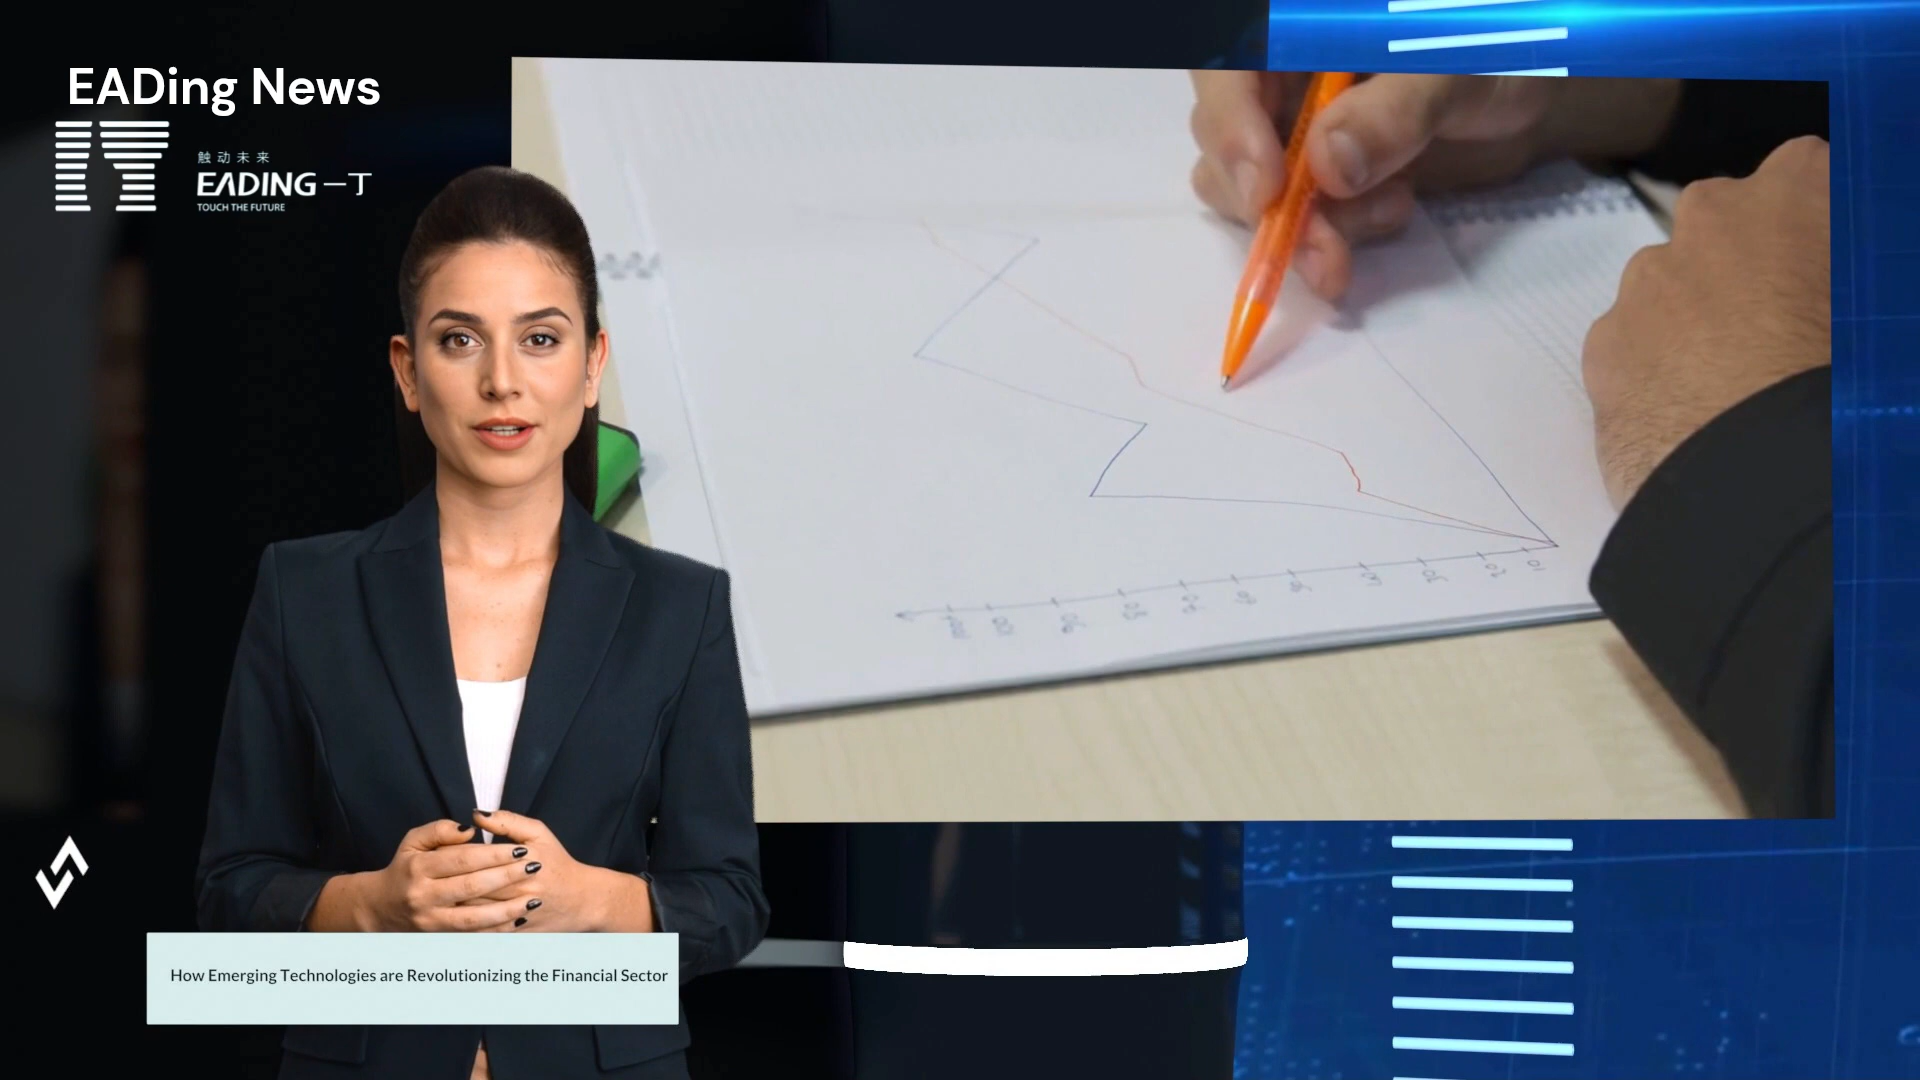 EADing News
触动未来
EADING一丁
TOUCH THE FUTURE
How Emerging Technologies are Revolutionizing the Financial Sector